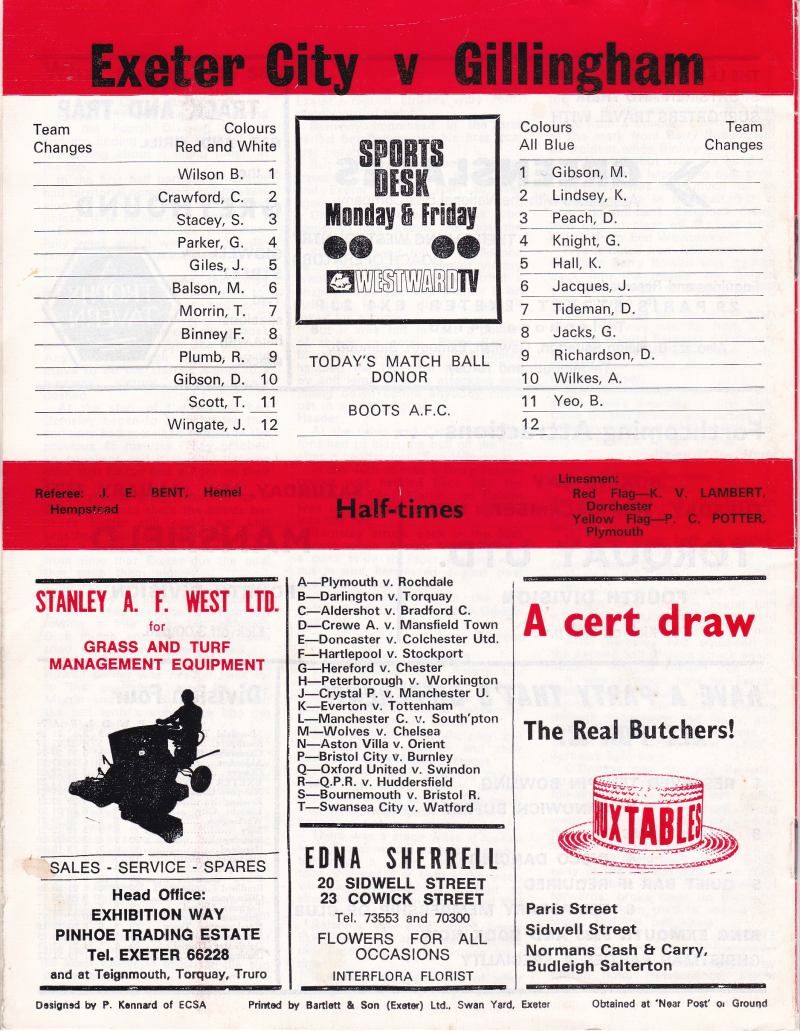 Exeter City v Gillingham
Team Changes
Colours
Red and White
Wilson B. 1
Crawford, C. 2
Stacey, S. 3
Parker, G. 4
Giles, J. 5
Balson, M. 6
Morrin, T. 7
Binney F. 8
Plumb, R. 9
Gibson, D. 10
Scott, T. 11
Wingate, J. 12
SPORTS
DESK
Monday & Friday
WESTWARD TV
TODAY'S MATCH BALL
DONOR
BOOTS A.F.C.
Colours
All Blue
Team
Changes
1 Gibson, M.
2 Lindsey, K.
3 Peach, D.
4 Knight, G.
5 Hall, K.
6 Jacques, J.
7 Tideman, D.
8 Jacks, G.
9 Richardson, D.
10 Wilkes, A.
11 Yeo, B.
12
Referee: J. E. BENT, Hemel
Hempstead
Half-times
Linesmen:
Red Flag—K. V. LAMBERT,
Dorchester
Yellow Flag—P. C. POTTER,
Plymouth
STANLEY A. F. WEST LTD.
for
GRASS AND TURF
MANAGEMENT EQUIPMENT
SALES - SERVICE - SPARES
Head Office:
EXHIBITION WAY
PINHOE TRADING ESTATE
Tel. EXETER 66228
and at Teignmouth, Torquay, Truro
A—Plymouth v. Rochdale
B—Darlington v. Torquay
C—Aldershot v. Bradford C.
D—Crewe A. v. Mansfield Town
E—Doncaster v. Colchester Utd.
F—Hartlepool v. Stockport
G—Hereford v. Chester
H—Peterborough v. Workington
J—Crystal P. v. Manchester U.
K—Everton v. Tottenham
L—Manchester C. v. South'pton
M—Wolves v. Chelsea
N—Aston Villa v. Orient
P—Bristol City v. Burnley
Q—Oxford United v. Swindon
R—Q.P.R. v. Huddersfield
S—Bournemouth v. Bristol R.
T—Swansea City v. Watford
EDNA SHERREL
20 SIDWELL STREET
23 COWICK STREET
Tel. 73553 and 70300
FLOWERS FOR ALL
OCCASIONS
INTERFLORA FLORIST
A cert draw
The Real Butchers!
HUXTABLES
Paris Street
Sidwell Street
Normans Cash & Carry,
Budleigh Salterton
Designed by P. Kennard of ECSA
Printed by Bartlett & Son (Exeter) Ltd., Swan Yard, Exeter
Obtained at 'Near Post' or Ground